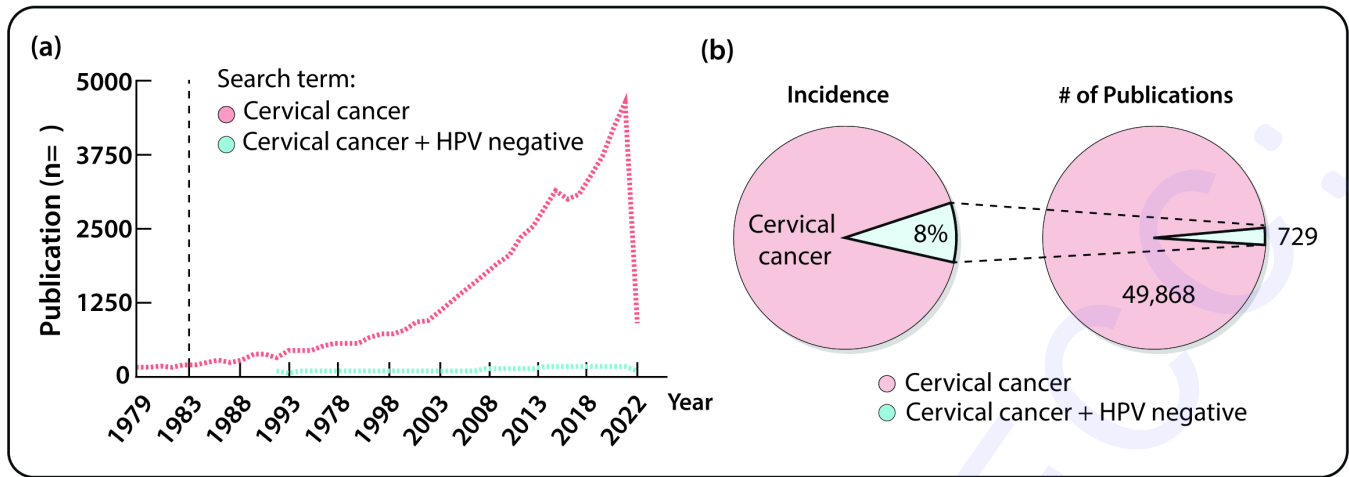 (a)
5000
3750
2500
1250
0
Publication (n= )
Search term:
Cervical cancer
Cervical cancer + HPV negative
1979
1983
1988
1993
1978
1998
2003
2008
2013
2018
2022
Year
(b)
Incidence
# of Publications
Cervical
cancer
8%
729
49,868
Cervical cancer
Cervical cancer + HPV negative